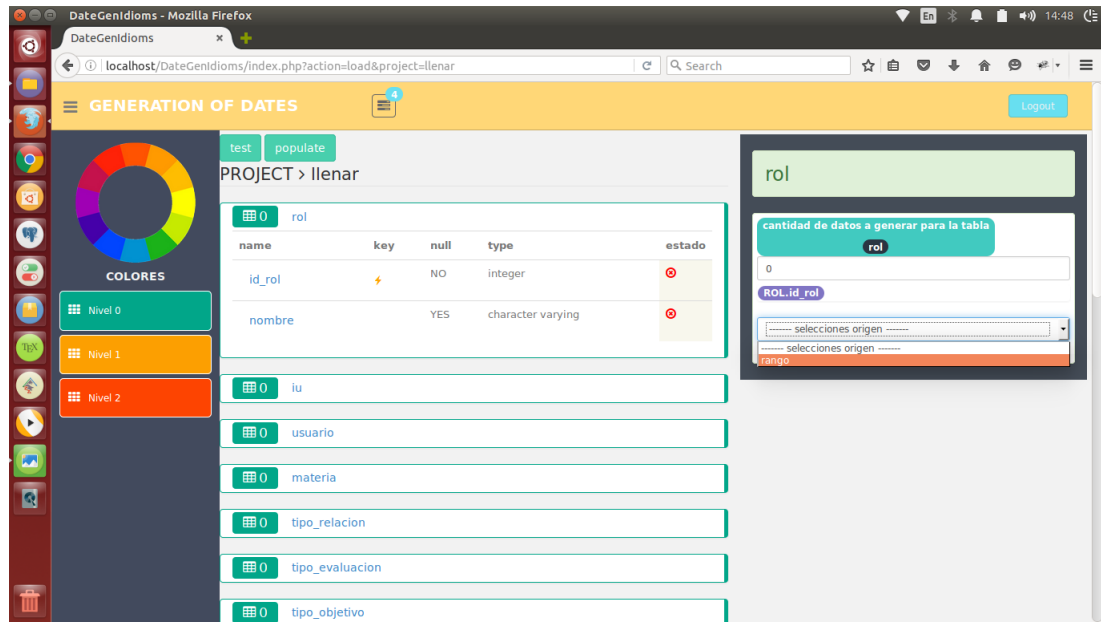 DateGenIdioms - Mozilla Firefox
En
14:48
DateGenIdioms
localhost/DateGenIdioms/index.php?action=load&project=llenar
Search
GENERATION OF DATES
4
Logout
COLORES
Nivel 0
Nivel 1
Nivel 2
test populate
PROJECT > llenar
0 rol
name key null type estado
id_rol NO integer
nombre YES character varying
0 iu
0 usuario
0 materia
0 tipo_relacion
0 tipo_evaluacion
0 tipo_objetivo
rol
cantidad de datos a generar para la tabla
rol
0
ROL.id_rol
------- selecciones origen -------
------- selecciones origen -------
rango
TEX